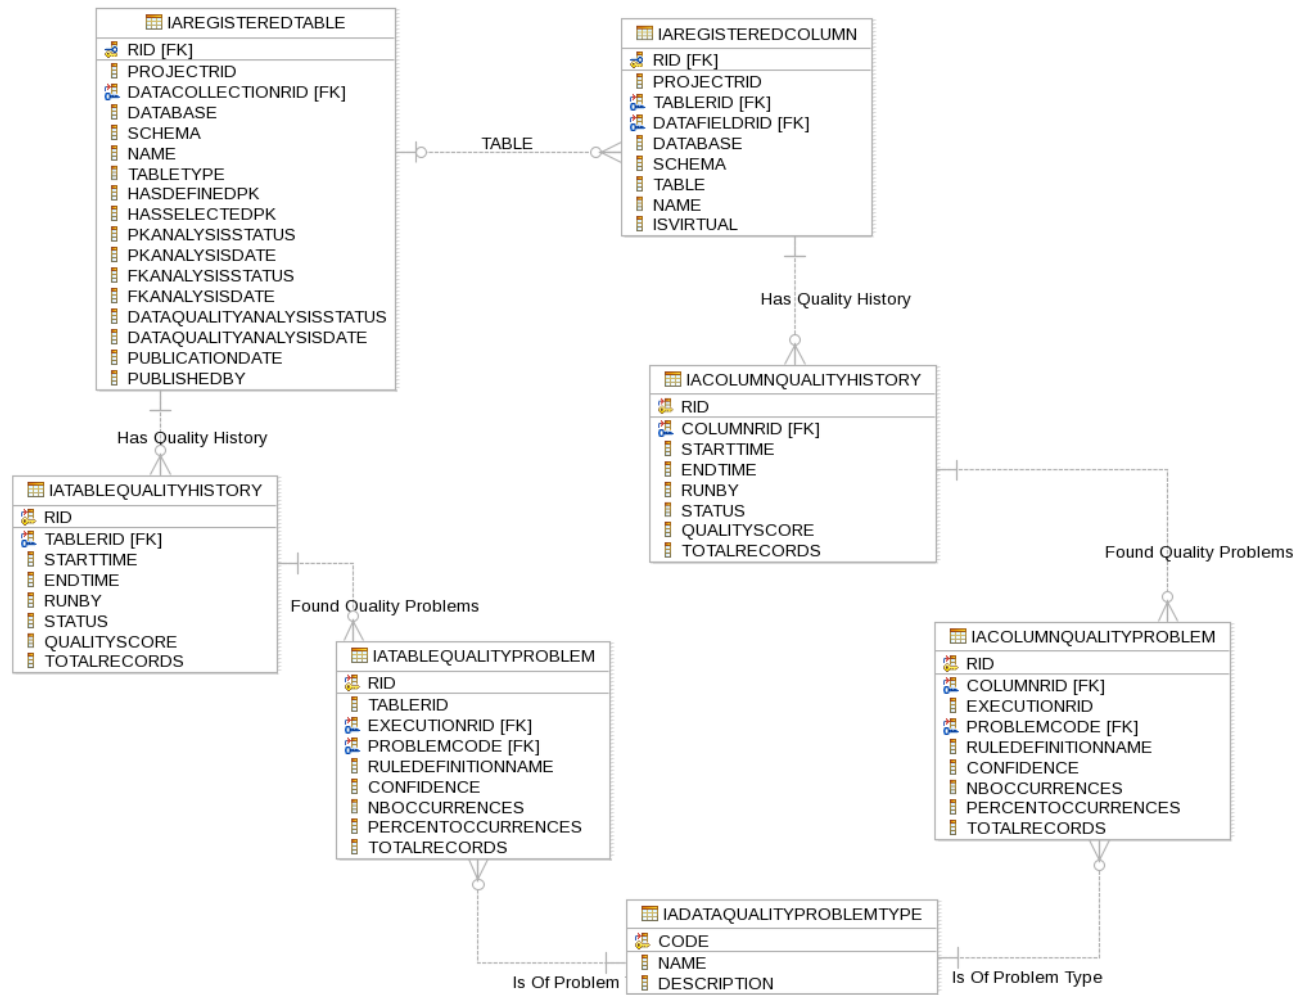 IAREGISTEREDTABLE
RID [FK]
PROJECTRID
DATACOLLECTIONRID [FK]
DATABASE
SCHEMA
NAME
TABLETYPE
HASDEFINEDPK
HASSELECTEDPK
PKANALYSISSTATUS
PKANALYSISDATE
FKANALYSISSTATUS
FKANALYSISDATE
DATAQUALITYANALYSISSTATUS
DATAQUALITYANALYSISDATE
PUBLICATIONDATE
PUBLISHEDBY
TABLE
IAREGISTEREDCOLUMN
RID [FK]
PROJECTRID
TABLERID [FK]
DATAFIELDRID [FK]
DATABASE
SCHEMA
TABLE
NAME
ISVIRTUAL
Has Quality History
Has Quality History
IACOLUMNQUALITYHISTORY
RID
COLUMNRID [FK]
STARTTIME
ENDTIME
RUNBY
STATUS
QUALITYSCORE
TOTALRECORDS
IATABLEQUALITYHISTORY
RID
TABLERID [FK]
STARTTIME
ENDTIME
RUNBY
STATUS
QUALITYSCORE
TOTALRECORDS
Found Quality Problems
Found Quality Problems
IATABLEQUALITYPROBLEM
RID
TABLERID
EXECUTIONRID [FK]
PROBLEMCODE [FK]
RULEDEFINITIONNAME
CONFIDENCE
NBOCCURRENCES
PERCENTOCCURRENCES
TOTALRECORDS
IACOLUMNQUALITYPROBLEM
RID
COLUMNRID [FK]
EXECUTIONRID
PROBLEMCODE [FK]
RULEDEFINITIONNAME
CONFIDENCE
NBOCCURRENCES
PERCENTOCCURRENCES
TOTALRECORDS
IADATAQUALITYPROBLEMTYPE
CODE
NAME
DESCRIPTION
Is Of Problem
Is Of Problem Type